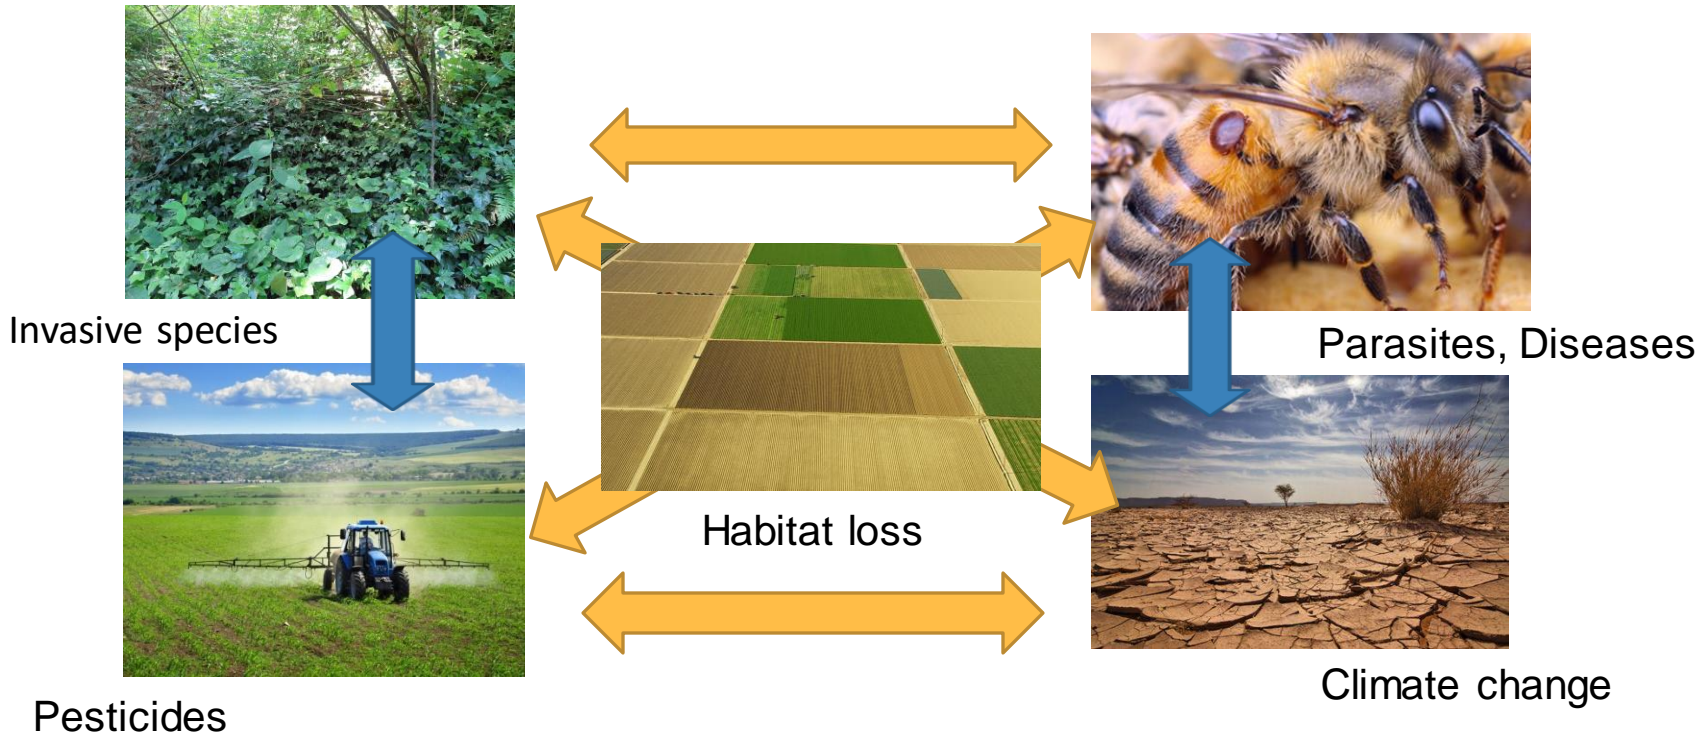 Invasive species
Parasites, Diseases
Habitat loss
Climate change
Pesticides